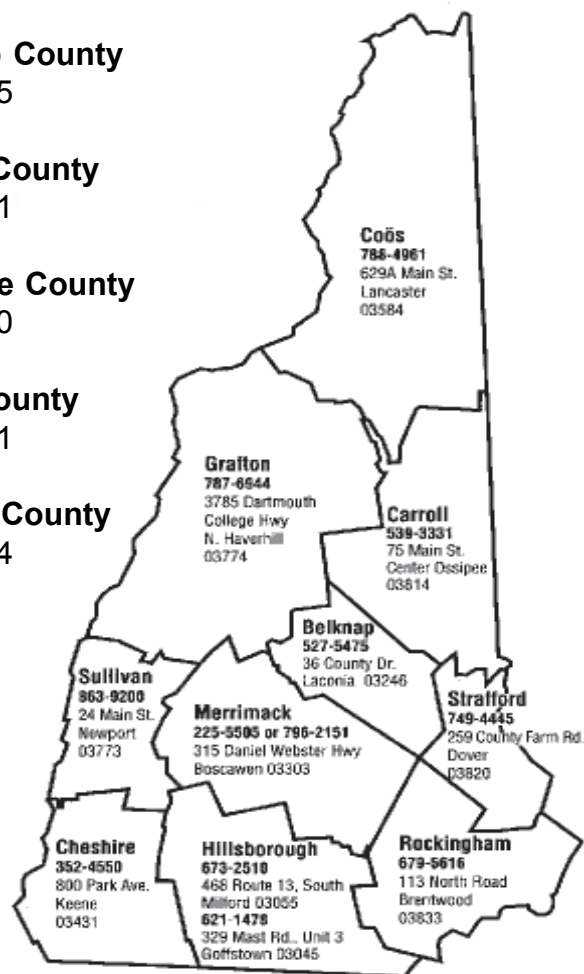 County
5
County
1
e County
0
ounty
1
County
4
Coös
788-4961
629A Main St.
Lancaster
03584
Grafton
787-6944
3785 Dartmouth
College Hwy
N. Haverhill
03774
Carroll
539-3331
75 Main St.
Center Ossipee
03814
Belknap
527-5475
36 County Dr.
Laconia 03246
Sullivan
863-9200
24 Main St.
Newport
03773
Merrimack
225-5505 or 796-2151
315 Daniel Webster Hwy
Boscawen 03303
Strafford
749-4445
259 County Farm Rd.
Dover
03820
Cheshire
352-4550
800 Park Ave.
Keene
03431
Hillsborough
673-2510
468 Route 13, South
Milford 03055
621-1478
329 Mast Rd., Unit 3
Goffstown 03045
Rockingham
679-5616
113 North Road
Brentwood
03833